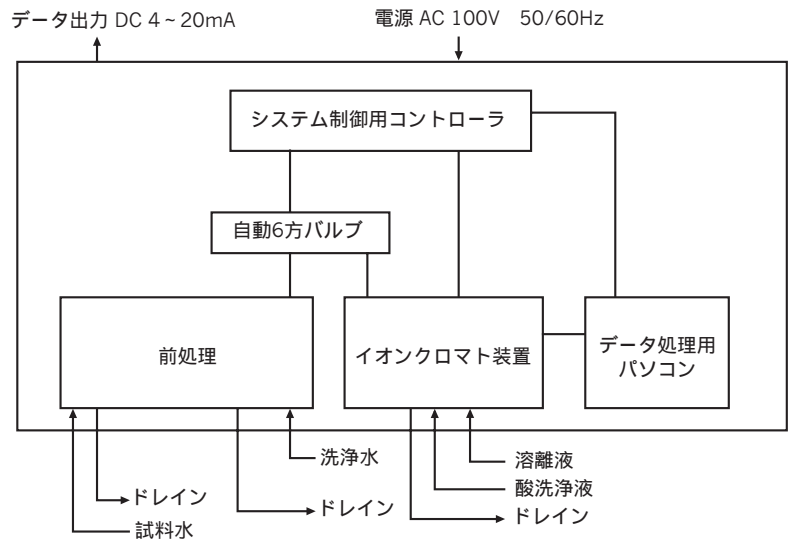 データ出力 DC 4~20mA
電源 AC 100V 50/60Hz
システム制御用コントローラ
自動6方バルブ
前処理
イオンクロマト装置
データ処理用
パソコン
洗浄水
ドレイン
試料水
ドレイン
溶離液
酸洗浄液
ドレイン